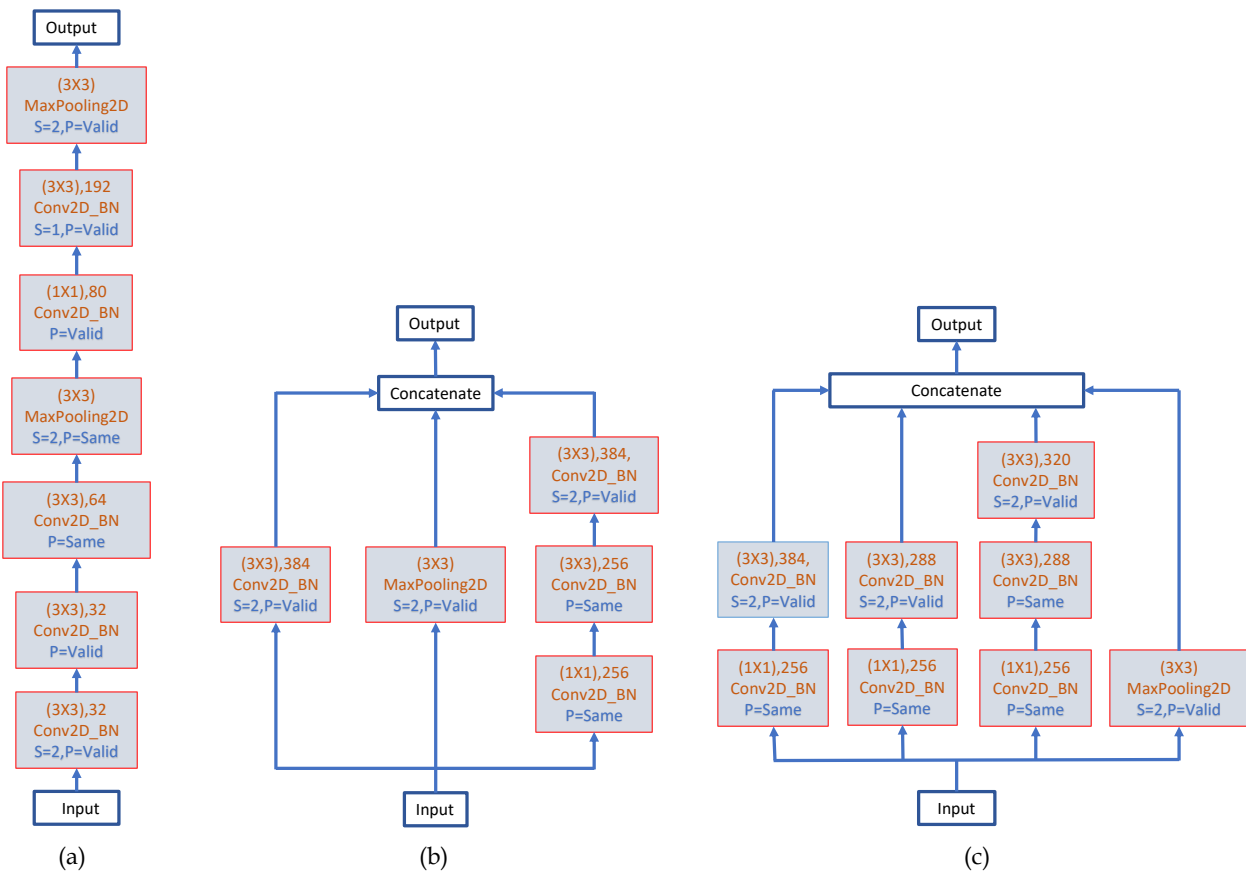 Output
(3X3)
MaxPooling2D
S=2,P=Valid
(3X3),192
Conv2D_BN
S=1,P=Valid
(1X1),80
Conv2D_BN
P=Valid
(3X3)
MaxPooling2D
S=2,P=Same
(3X3),64
Conv2D_BN
P=Same
(3X3),32
Conv2D_BN
P=Valid
(3X3),32
Conv2D_BN
S=2,P=Valid
Input
(a)
Output
Concatenate
(3X3),384
Conv2D_BN
S=2,P=Valid
(3X3)
MaxPooling2D
S=2,P=Valid
(3X3),384,
Conv2D_BN
S=2,P=Valid
(3X3),256
Conv2D_BN
P=Same
(1X1),256
Conv2D_BN
P=Same
Input
(b)
Output
Concatenate
(3X3),384,
Conv2D_BN
S=2,P=Valid
(1X1),256
Conv2D_BN
P=Same
(3X3),288
Conv2D_BN
S=2,P=Valid
(1X1),256
Conv2D_BN
P=Same
(3X3),320
Conv2D_BN
S=2,P=Valid
(3X3),288
Conv2D_BN
P=Same
(1X1),256
Conv2D_BN
P=Same
(3X3)
MaxPooling2D
S=2,P=Valid
Input
(c)